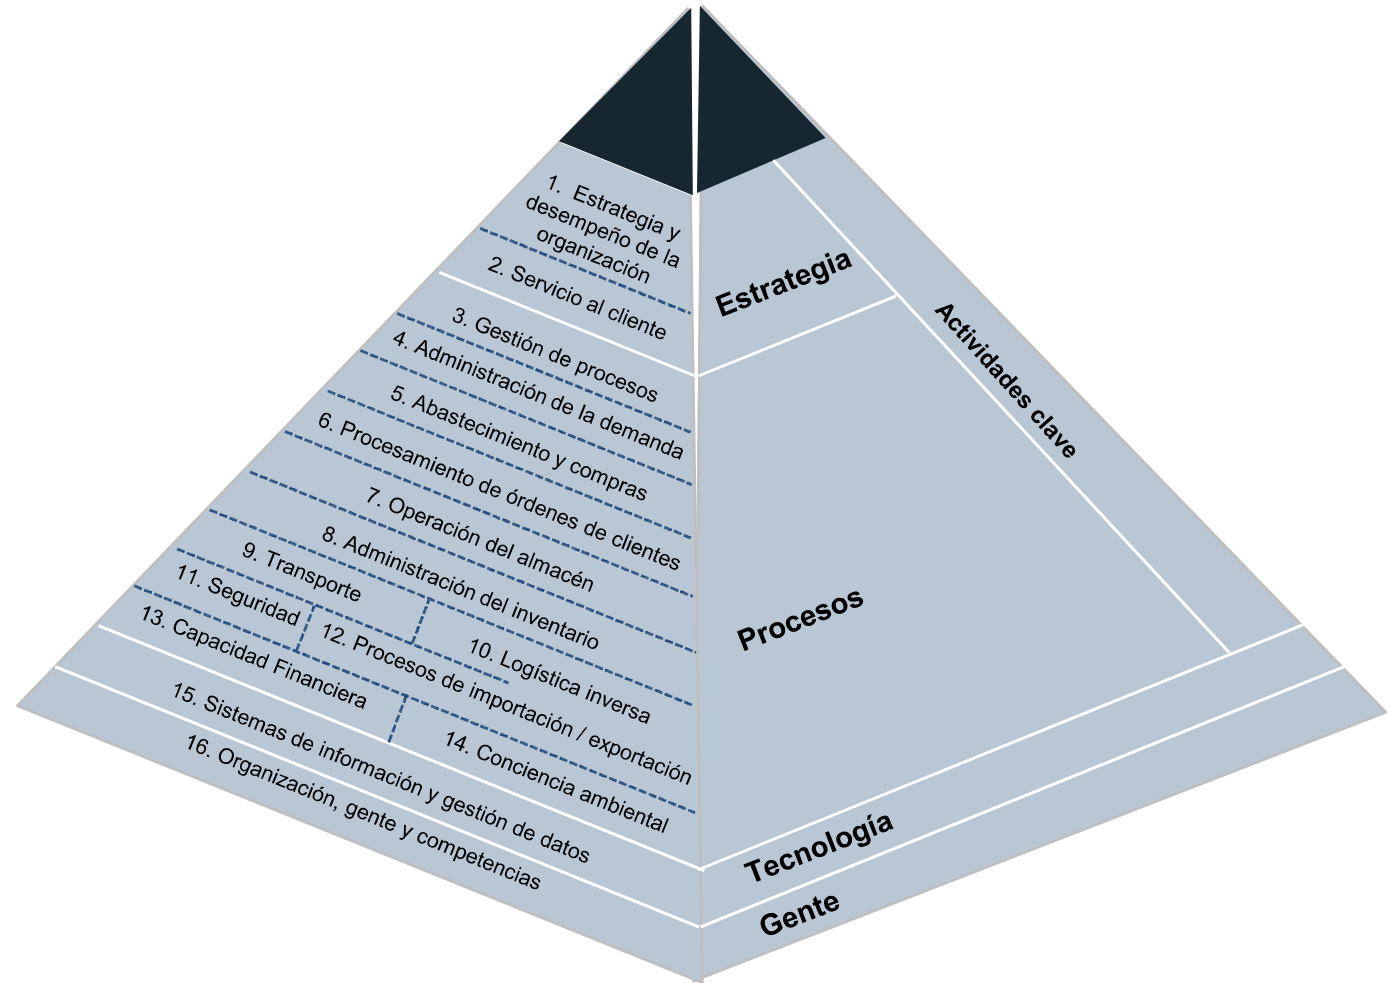 1. Estrategia y
desempeño de la
organización
2. Servicio al cliente
3. Gestión de procesos
4. Administración de la demanda
5. Abastecimiento y compras
6. Procesamiento de órdenes de clientes
7. Operación del almacén
8. Administración del inventario
9. Transporte
10. Logística inversa
11. Seguridad
12. Procesos de importación / exportación
13. Capacidad Financiera
14. Conciencia ambiental
15. Sistemas de información y gestión de datos
16. Organización, gente y competencias
Estrategia
Actividades clave
Procesos
Tecnología
Gente